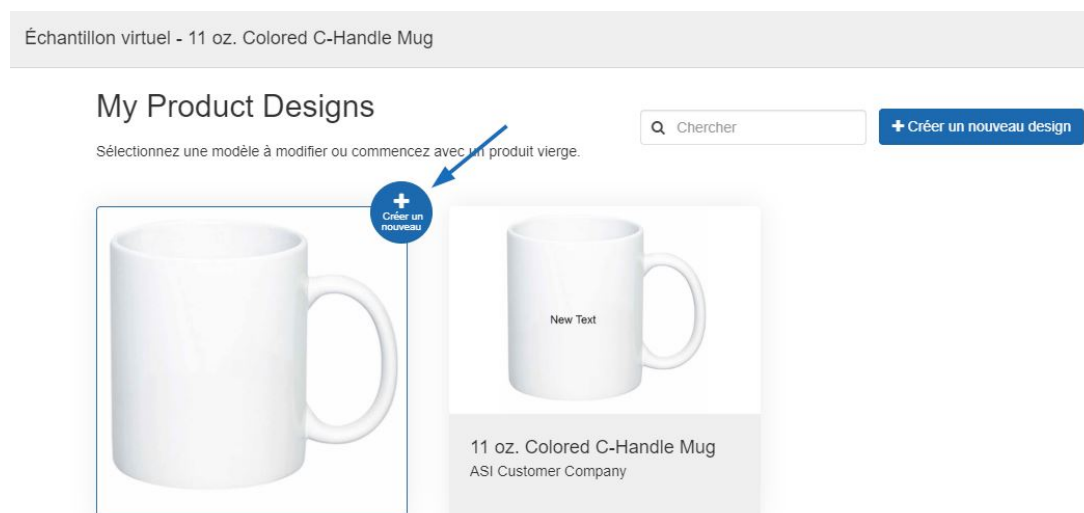 Échantillon virtuel - 11 oz. Colored C-Handle Mug
My Product Designs
Chercher
Créer un nouveau design
Sélectionnez une modèle à modifier ou commencez avec un produit vierge.
Créer un
nouveau
New Text
11 oz. Colored C-Handle Mug
ASI Customer Company